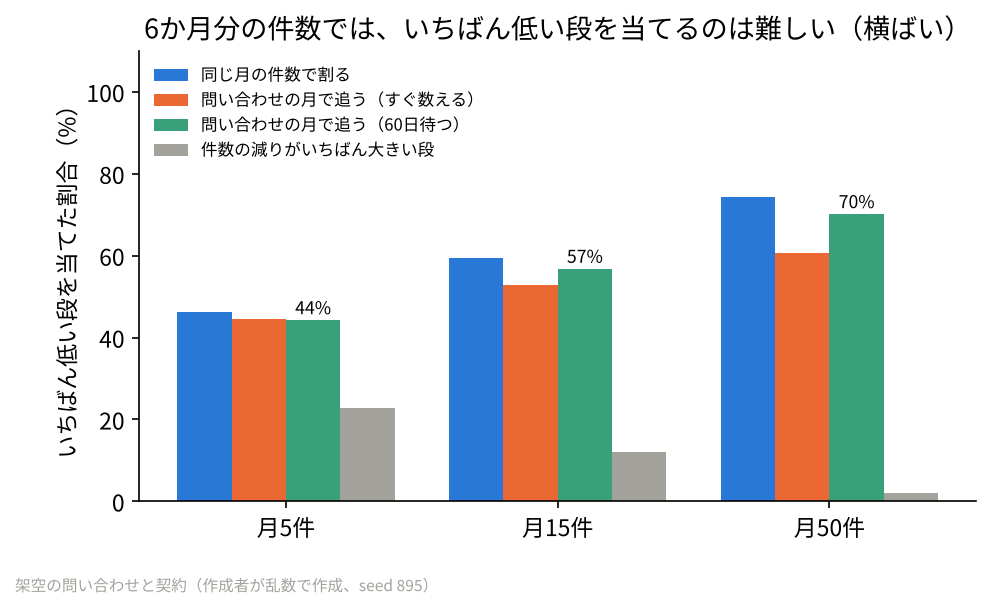 6か月分の件数では、いちばん低い段を当てるのは難しい（横ばい）
いちばん低い段を当てた割合（%）
100
80
60
40
20
0
同じ月の件数で割る
問い合わせの月で追う（すぐ数える）
問い合わせの月で追う（60日待つ）
件数の減りがいちばん大きい段
44%
57%
70%
月5件
月15件
月50件
架空の問い合わせと契約（作成者が乱数で作成、seed 895）